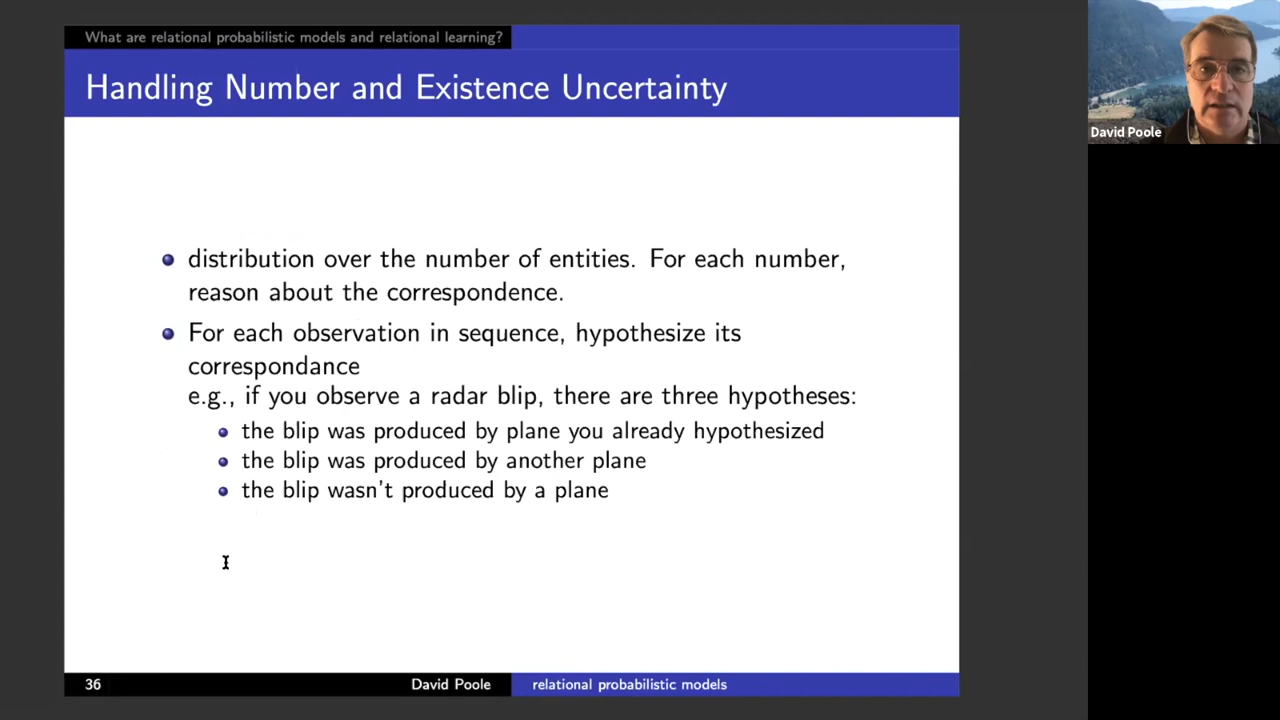 What are relational probabilistic models and relational learning?
Handling Number and Existence Uncertainty
David Poole
distribution over the number of entities. For each number,
reason about the correspondence.
For each observation in sequence, hypothesize its
correspondance
e.g., if you observe a radar blip, there are three hypotheses:
the blip was produced by plane you already hypothesized
the blip was produced by another plane
the blip wasn't produced by a plane
36
David Poole
relational probabilistic models